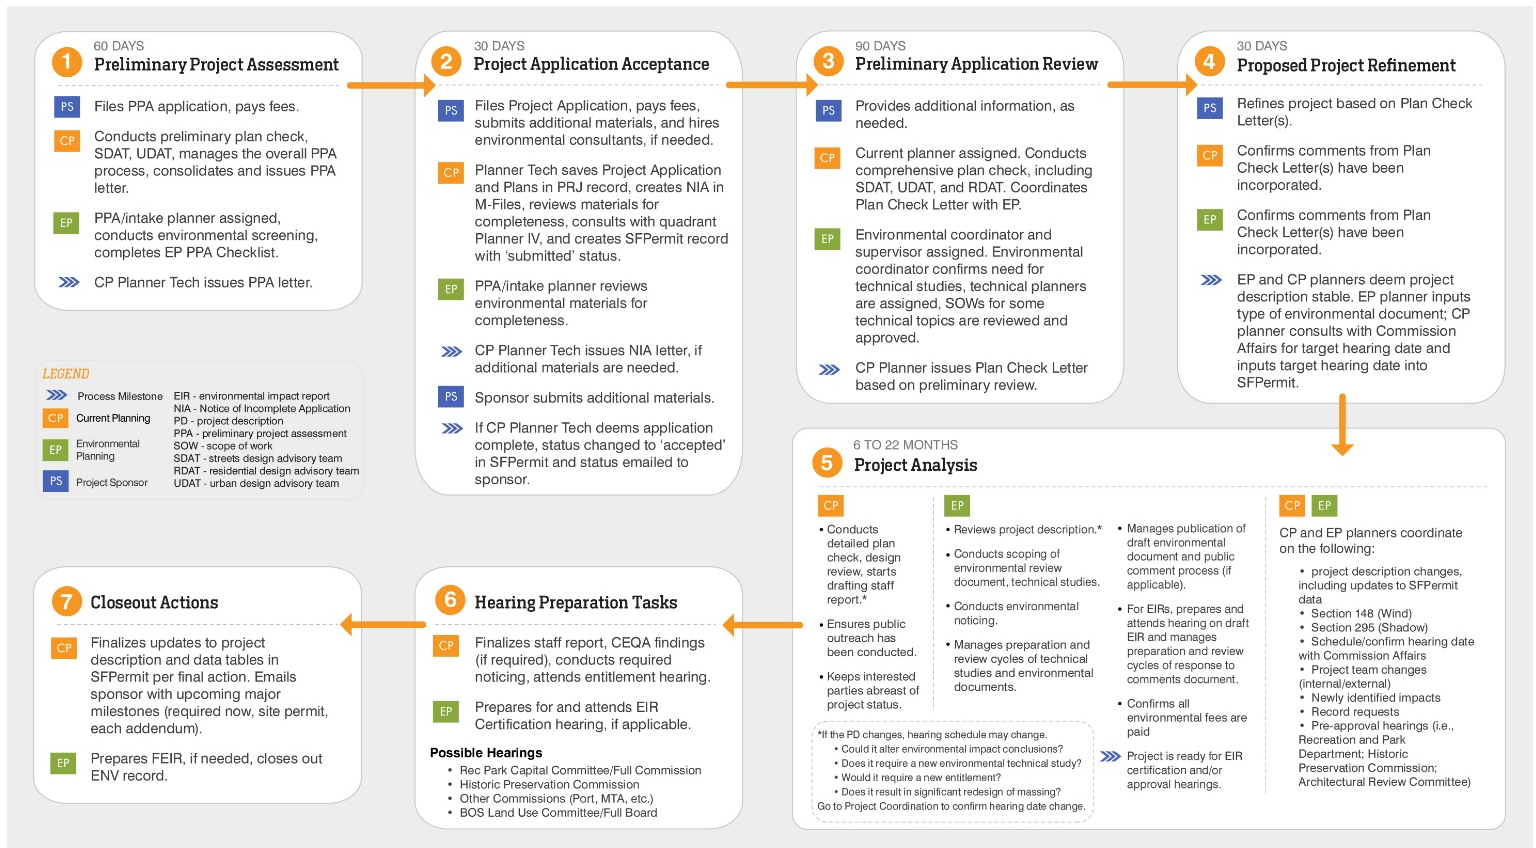 1
60 DAYS
Preliminary Project Assessment
PS
Files PPA application, pays fees.
CP
Conducts preliminary plan check,
SDAT, UDAT, manages the overall PPA
process, consolidates and issues PPA
letter.
EP
PPA/intake planner assigned,
conducts environmental screening,
completes EP PPA Checklist.
CP Planner Tech issues PPA letter.
2
30 DAYS
Project Application Acceptance
PS
Files Project Application, pays fees,
submits additional materials, and hires
environmental consultants, if needed.
CP
Planner Tech saves Project Application
and Plans in PRJ record, creates NIA in
M-Files, reviews materials for
completeness, consults with quadrant
Planner IV, and creates SFPermit record
with ‘submitted’ status.
EP
PPA/intake planner reviews
environmental materials for
completeness.
CP Planner Tech issues NIA letter, if
additional materials are needed.
PS
Sponsor submits additional materials.
If CP Planner Tech deems application
complete, status changed to ‘accepted’
in SFPermit and status emailed to
sponsor.
3
90 DAYS
Preliminary Application Review
PS
Provides additional information, as
needed.
CP
Current planner assigned. Conducts
comprehensive plan check, including
SDAT, UDAT, and RDAT. Coordinates
Plan Check Letter with EP.
EP
Environmental coordinator and
supervisor assigned. Environmental
coordinator confirms need for
technical studies, technical planners
are assigned, SOWs for some
technical topics are reviewed and
approved.
CP Planner issues Plan Check Letter
based on preliminary review.
4
30 DAYS
Proposed Project Refinement
PS
Refines project based on Plan Check
Letter(s).
CP
Confirms comments from Plan
Check Letter(s) have been
incorporated.
EP
Confirms comments from Plan
Check Letter(s) have been
incorporated.
EP and CP planners deem project
description stable. EP planner inputs
type of environmental document; CP
planner consults with Commission
Affairs for target hearing date and
inputs target hearing date into
SFPermit.
LEGEND
Process Milestone
CP
Current Planning
EP
Environmental
Planning
PS
Project Sponsor
EIR - environmental impact report
NIA - Notice of Incomplete Application
PD - project description
PPA - preliminary project assessment
SOW - scope of work
SDAT - streets design advisory team
RDAT - residential design advisory team
UDAT - urban design advisory team
5
6 TO 22 MONTHS
Project Analysis
CP
• Conducts
detailed plan
check, design
review, starts
drafting staff
report.*
• Ensures public
outreach has
been conducted.
• Keeps interested
parties abreast of
project status.
EP
• Reviews project description.*
• Conducts scoping of
environmental review
document, technical studies.
• Conducts environmental
noticing.
• Manages preparation and
review cycles of technical
studies and environmental
documents.
• Manages publication of
draft environmental
document and public
comment process (if
applicable).
• For EIRs, prepares and
attends hearing on draft
EIR and manages
preparation and review
cycles of response to
comments document.
• Confirms all
environmental fees are
paid
Project is ready for EIR
certification and/or
approval hearings.
*If the PD changes, hearing schedule may change.
• Could it alter environmental impact conclusions?
• Does it require a new environmental technical study?
• Would it require a new entitlement?
• Does it result in significant redesign of massing?
Go to Project Coordination to confirm hearing date change.
CP EP
CP and EP planners coordinate
on the following:
• project description changes,
including updates to SFPermit
data
• Section 148 (Wind)
• Section 295 (Shadow)
• Schedule/confirm hearing date
with Commission Affairs
• Project team changes
(internal/external)
• Newly identified impacts
• Record requests
• Pre-approval hearings (i.e.,
Recreation and Park
Department; Historic
Preservation Commission;
Architectural Review Committee)
6
Hearing Preparation Tasks
CP
Finalizes staff report, CEQA findings
(if required), conducts required
noticing, attends entitlement hearing.
EP
Prepares for and attends EIR
Certification hearing, if applicable.
Possible Hearings
• Rec Park Capital Committee/Full Commission
• Historic Preservation Commission
• Other Commissions (Port, MTA, etc.)
• BOS Land Use Committee/Full Board
7
Closeout Actions
CP
Finalizes updates to project
description and data tables in
SFPermit per final action. Emails
sponsor with upcoming major
milestones (required now, site permit,
each addendum).
EP
Prepares FEIR, if needed, closes out
ENV record.